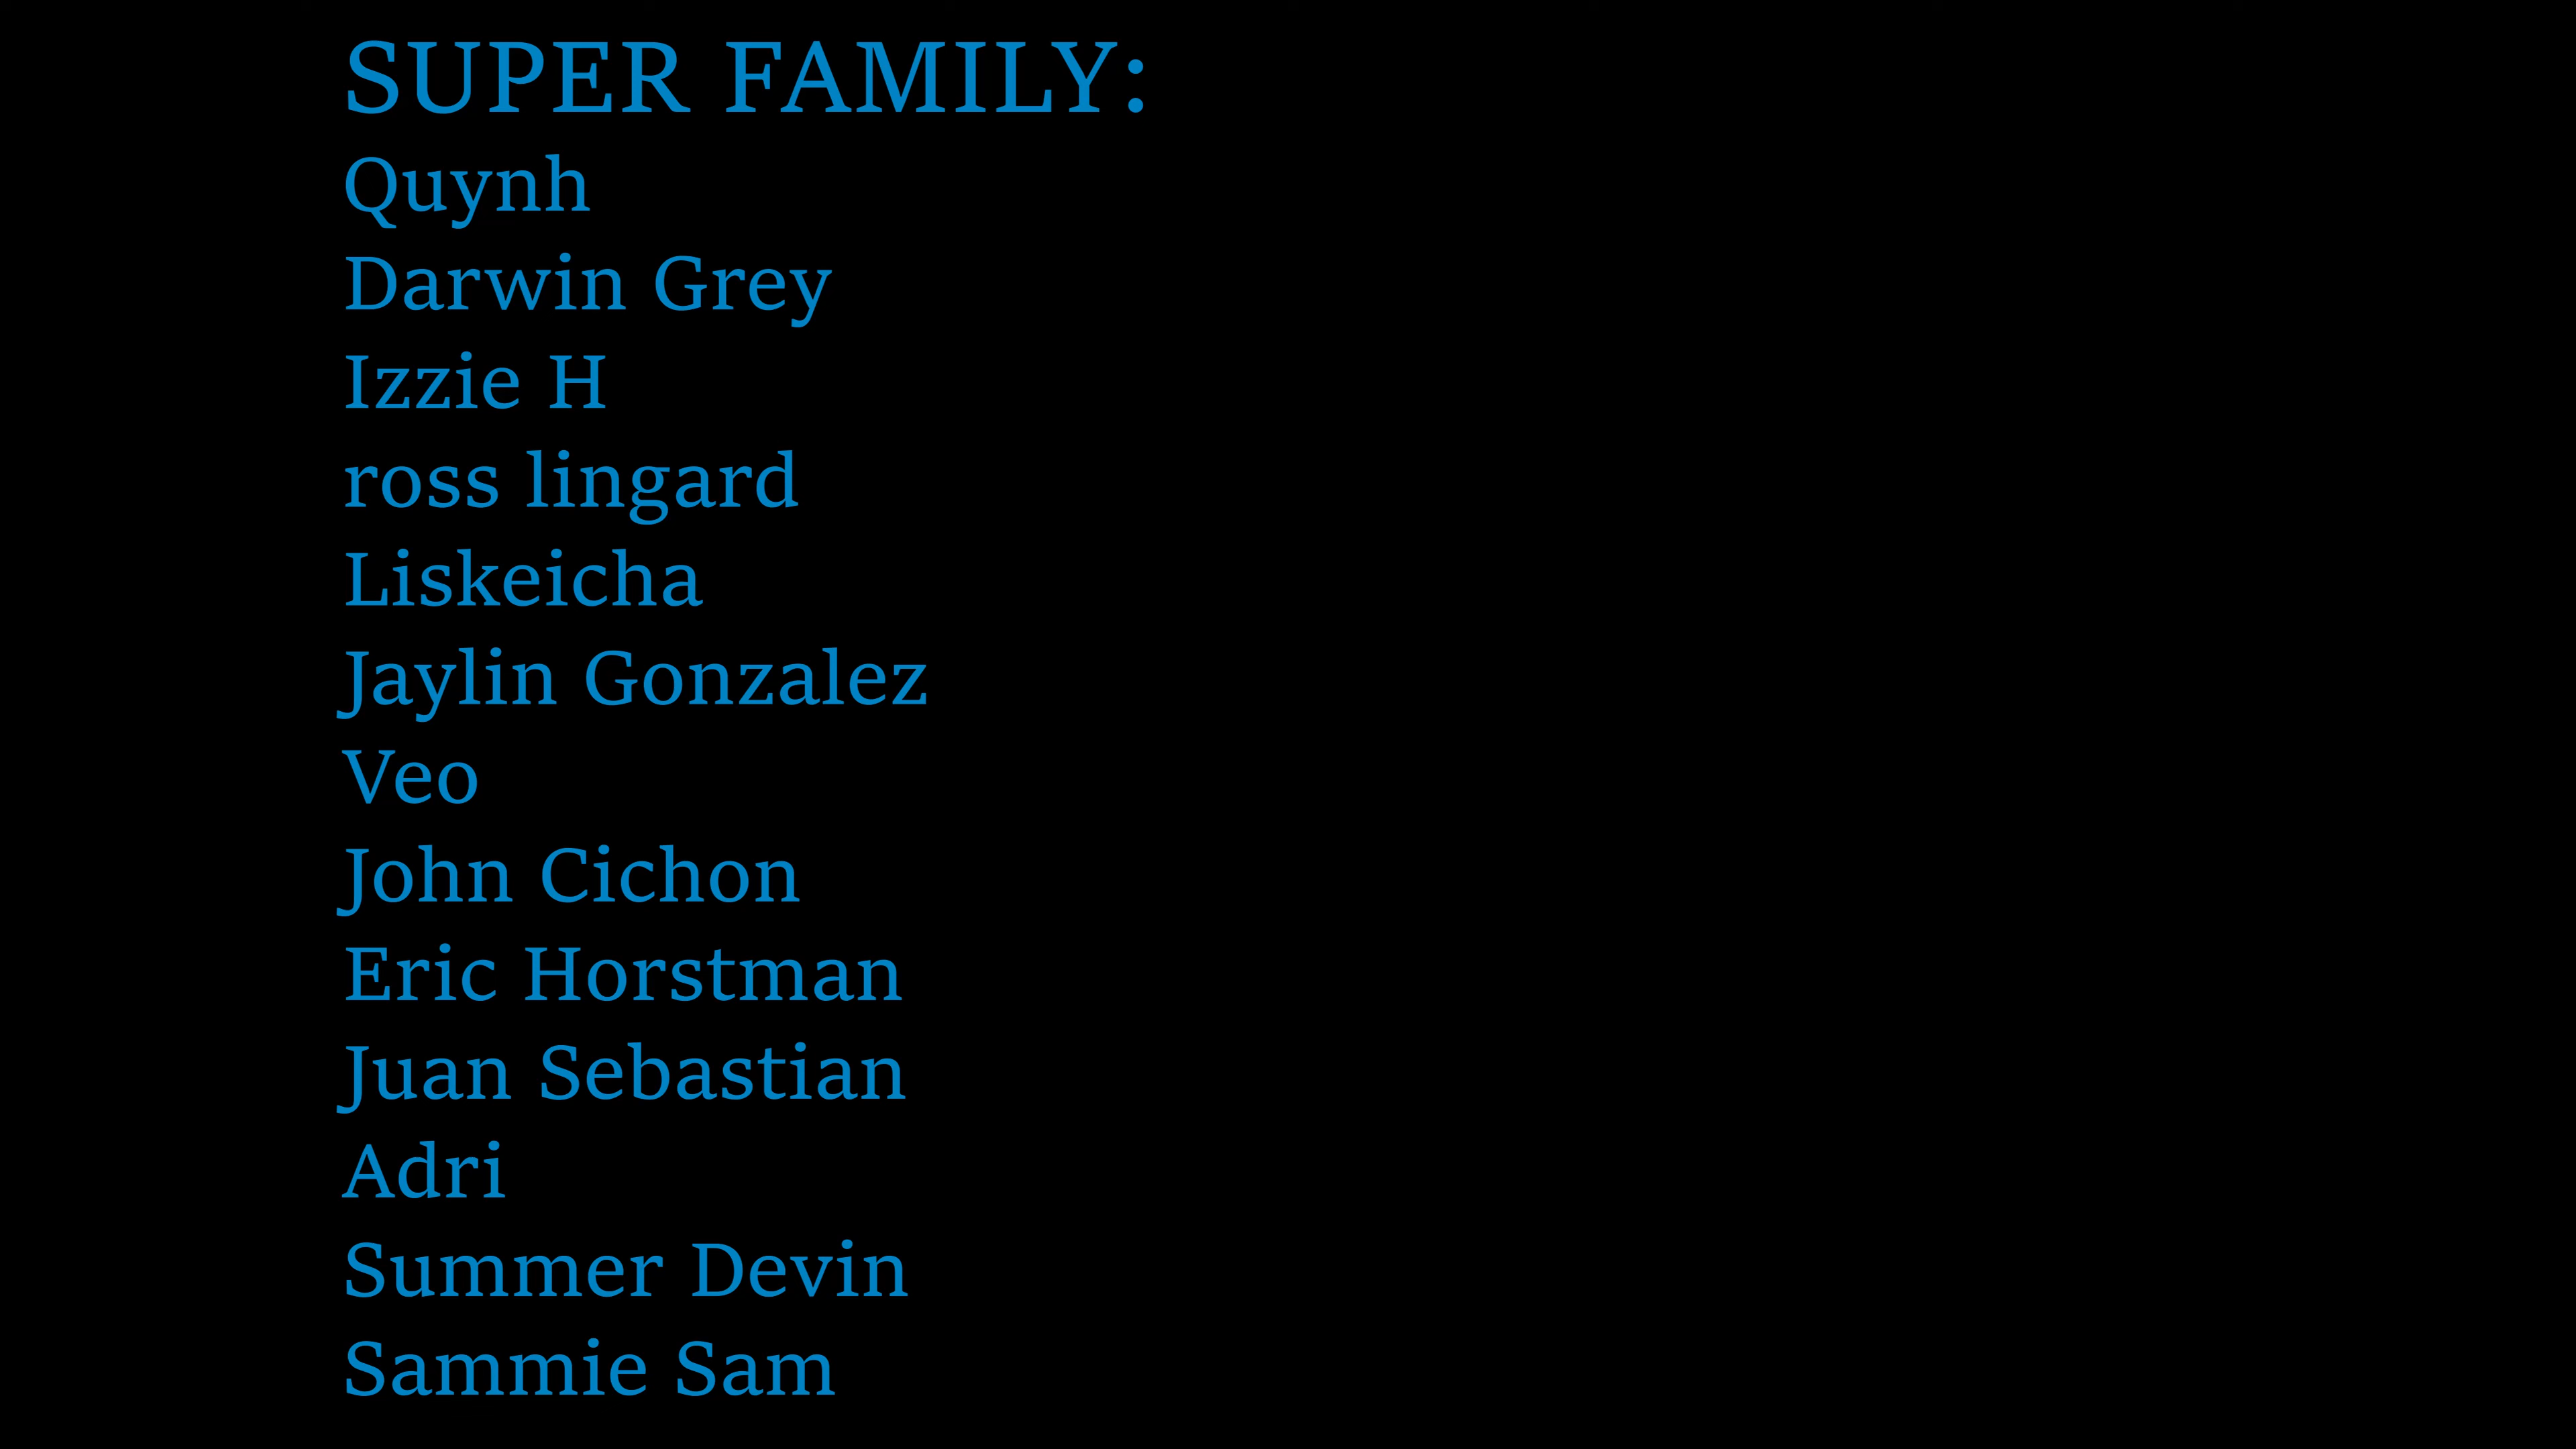 SUPER FAMILY:
Quynh
Darwin Grey
Izzie H
ross lingard
Liskeicha
Jaylin Gonzalez
Veo
John Cichon
Eric Horstman
Juan Sebastian
Adri
Summer Devin
Sammie Sam